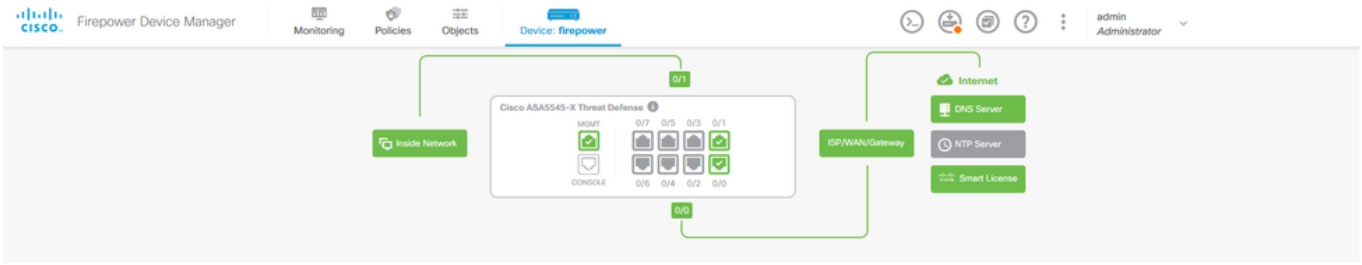 CISCO
Firepower Device Manager
Monitoring
Policies
Objects
Device: firepower
admin
Administrator
0/1
Internet
Cisco ASA5545-X Threat Defense
DNS Server
MGMT 0/7 0/5 0/3 0/1
Inside Network
ISP/WAN/Gateway
NTP Server
CONSOLE 0/6 0/4 0/2 0/0
Smart License
0/0